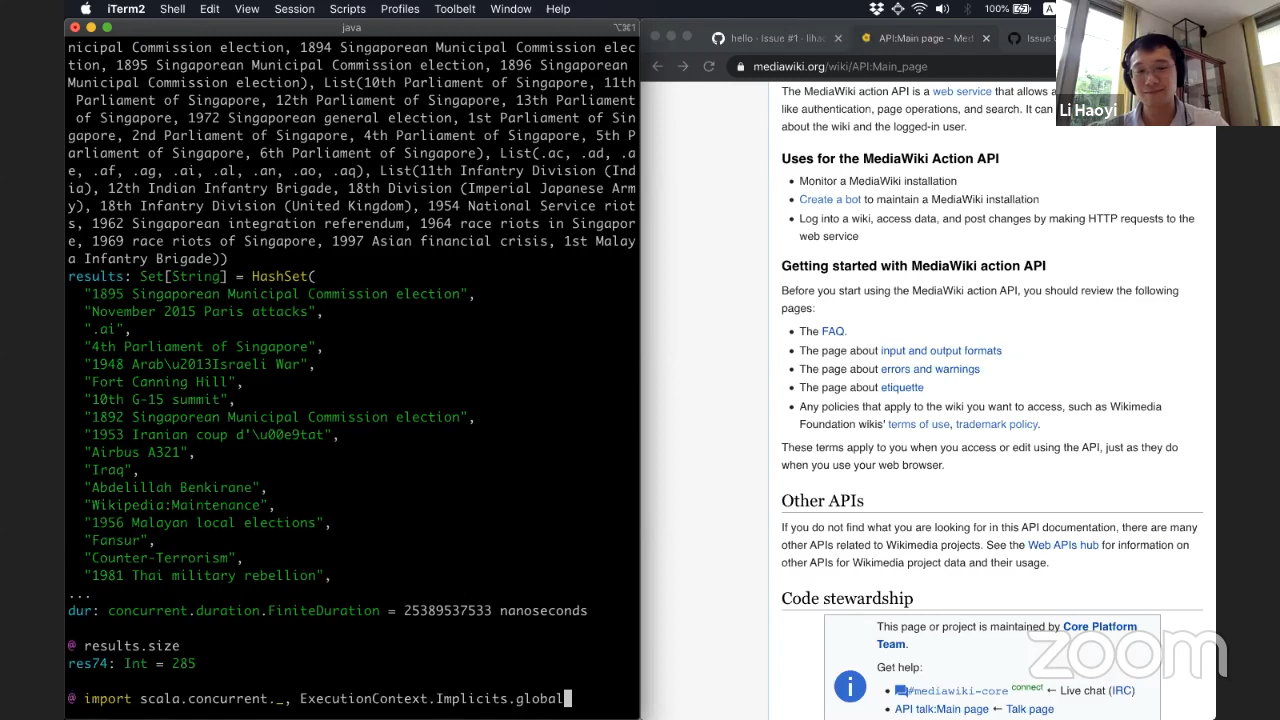 iTerm2 Shell Edit View Session Scripts Profiles Toolbelt Window Help 100% A
java ⌥⌘1
nicipal Commission election, 1894 Singaporean Municipal Commission elec
tion, 1895 Singaporean Municipal Commission election, 1896 Singaporean
Municipal Commission election), List(10th Parliament of Singapore, 11th
Parliament of Singapore, 12th Parliament of Singapore, 13th Parliament
of Singapore, 1972 Singaporean general election, 1st Parliament of Sin
gapore, 2nd Parliament of Singapore, 4th Parliament of Singapore, 5th P
arliament of Singapore, 6th Parliament of Singapore), List(.ac, .ad, .a
e, .af, .ag, .ai, .al, .an, .ao, .aq), List(11th Infantry Division (Ind
ia), 12th Indian Infantry Brigade, 18th Division (Imperial Japanese Arm
y), 18th Infantry Division (United Kingdom), 1954 National Service riot
s, 1962 Singaporean integration referendum, 1964 race riots in Singapor
e, 1969 race riots of Singapore, 1997 Asian financial crisis, 1st Malay
a Infantry Brigade))
results: Set[String] = HashSet(
"1895 Singaporean Municipal Commission election",
"November 2015 Paris attacks",
".ai",
"4th Parliament of Singapore",
"1948 Arab\u2013Israeli War",
"Fort Canning Hill",
"10th G-15 summit",
"1892 Singaporean Municipal Commission election",
"1953 Iranian coup d'\u00e9tat",
"Airbus A321",
"Iraq",
"Abdelillah Benkirane",
"Wikipedia:Maintenance",
"1956 Malayan local elections",
"Fansur",
"Counter-Terrorism",
"1981 Thai military rebellion",
...
dur: concurrent.duration.FiniteDuration = 25389537533 nanoseconds
@ results.size
res74: Int = 285
@ import scala.concurrent._, ExecutionContext.Implicits.global
hello · Issue #1 · lihao API:Main page - Med Issue
mediawiki.org/wiki/API:Main_page
The MediaWiki action API is a web service that allows a
like authentication, page operations, and search. It can
about the wiki and the logged-in user.
Uses for the MediaWiki Action API
• Monitor a MediaWiki installation
• Create a bot to maintain a MediaWiki installation
• Log into a wiki, access data, and post changes by making HTTP requests to the
web service
Getting started with MediaWiki action API
Before you start using the MediaWiki action API, you should review the following
pages:
• The FAQ.
• The page about input and output formats
• The page about errors and warnings
• The page about etiquette
• Any policies that apply to the wiki you want to access, such as Wikimedia
Foundation wikis' terms of use, trademark policy.
These terms apply to you when you access or edit using the API, just as they do
when you use your web browser.
Other APIs
If you do not find what you are looking for in this API documentation, there are many
other APIs related to Wikimedia projects. See the Web APIs hub for information on
other APIs for Wikimedia project data and their usage.
Code stewardship
This page or project is maintained by Core Platform
Team.
Get help:
• #mediawiki-core connect ← Live chat (IRC)
• API talk:Main page ← Talk page
Li Haoyi
zoom